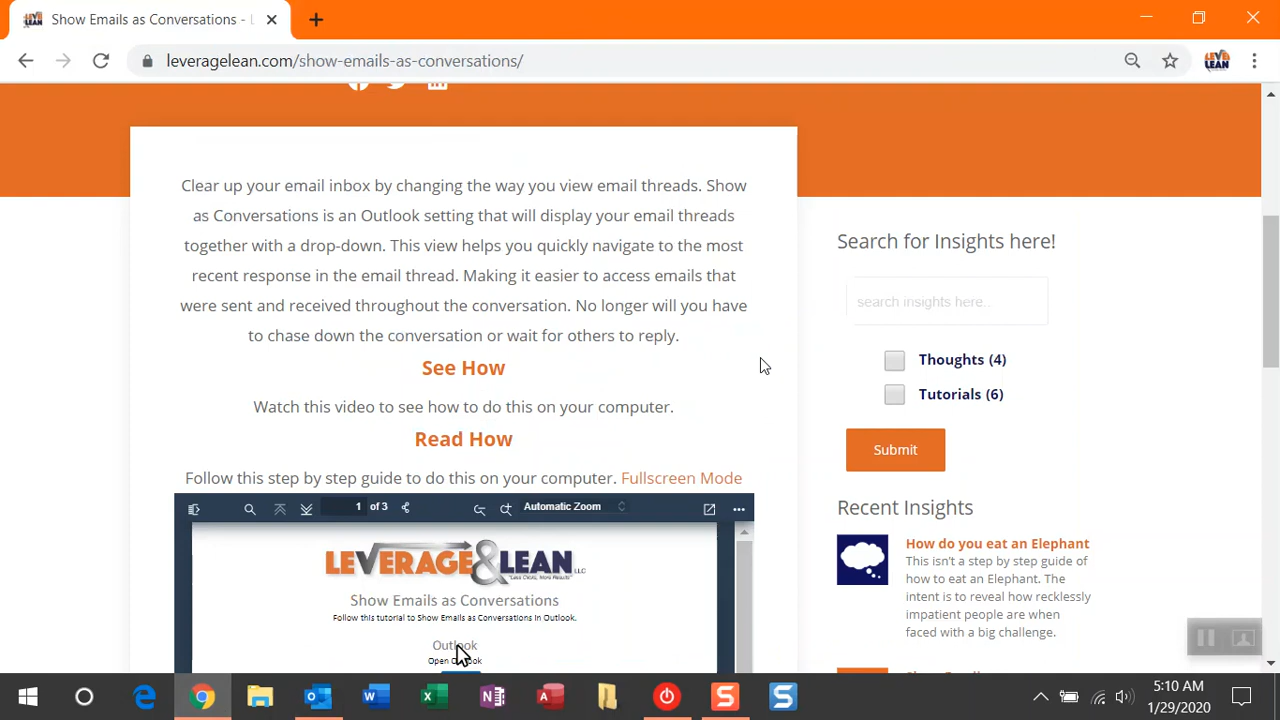 Show Emails as Conversations -
leveragelean.com/show-emails-as-conversations/
LEVE
LEAN
Clear up your email inbox by changing the way you view email threads. Show
as Conversations is an Outlook setting that will display your email threads
together with a drop-down. This view helps you quickly navigate to the most
recent response in the email thread. Making it easier to access emails that
were sent and received throughout the conversation. No longer will you have
to chase down the conversation or wait for others to reply.
See How
Watch this video to see how to do this on your computer.
Read How
Follow this step by step guide to do this on your computer. Fullscreen Mode
1 of 3 Automatic Zoom
LEVERAGE&LEAN LLC
"Less Clicks, More Results"
Show Emails as Conversations
Follow this tutorial to Show Emails as Conversations in Outlook.
Outlook
Open Outlook
Search for Insights here!
search insights here..
Thoughts (4)
Tutorials (6)
Submit
Recent Insights
How do you eat an Elephant
This isn't a step by step guide of
how to eat an Elephant. The
intent is to reveal how recklessly
impatient people are when
faced with a big challenge.
5:10 AM
1/29/2020